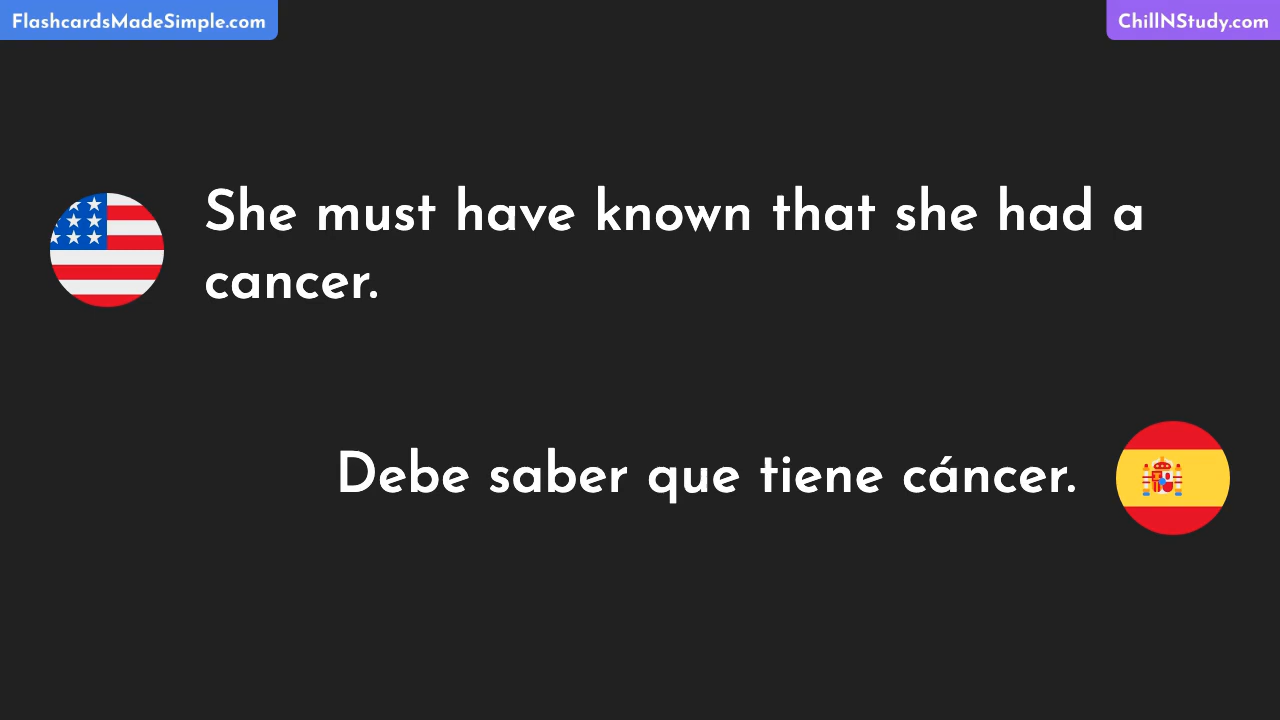 FlashcardsMadeSimple.com
ChillNStudy.com
She must have known that she had a
cancer.
Debe saber que tiene cáncer.